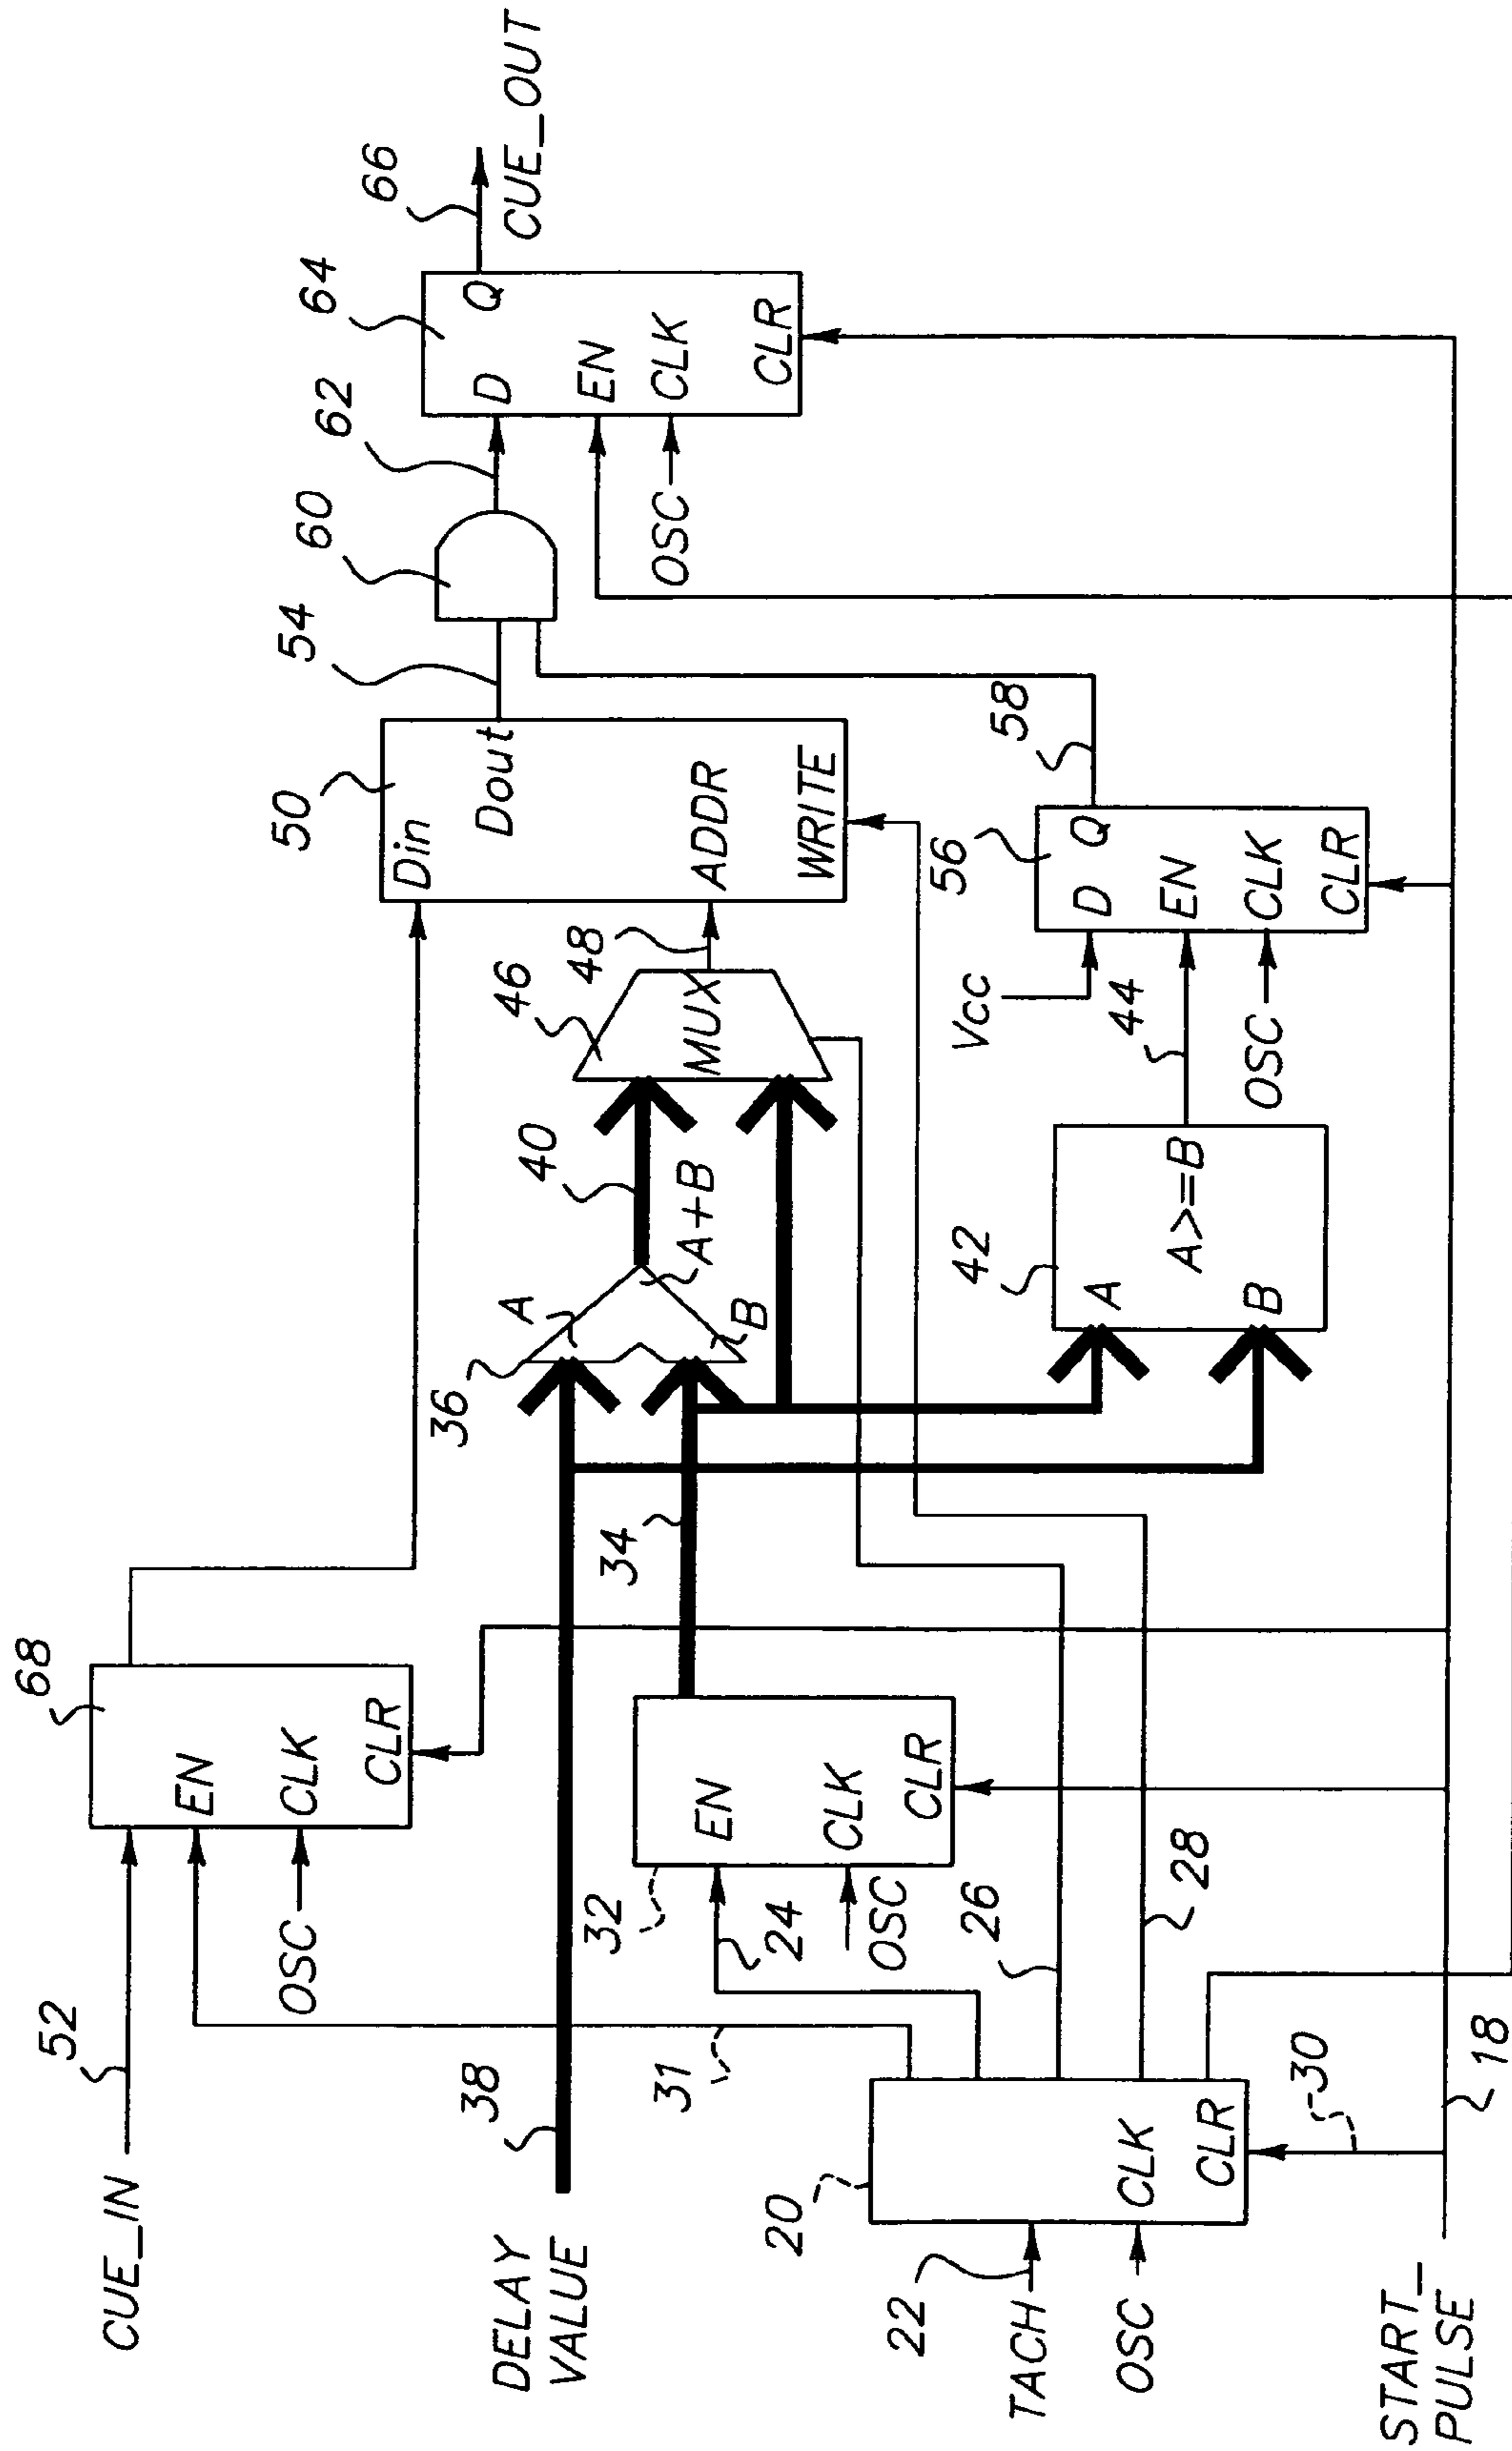 CUE_IN
52
OSC
EN
CLK
CLR
68
DELAY
VALUE
38
31
TACH
22
OSC
20
CLK
CLR
30
START_
PULSE
18
24
26
28
32
EN
CLK
CLR
OSC
34
36
A
B
A+B
40
42
A
B
A>=B
44
46
MUX
48
50
Din
Dout
ADDR
WRITE
54
Vcc
OSC
56
D Q
EN
CLK
CLR
58
60
62
64
D Q
EN
CLK
CLR
OSC
66
CUE_OUT